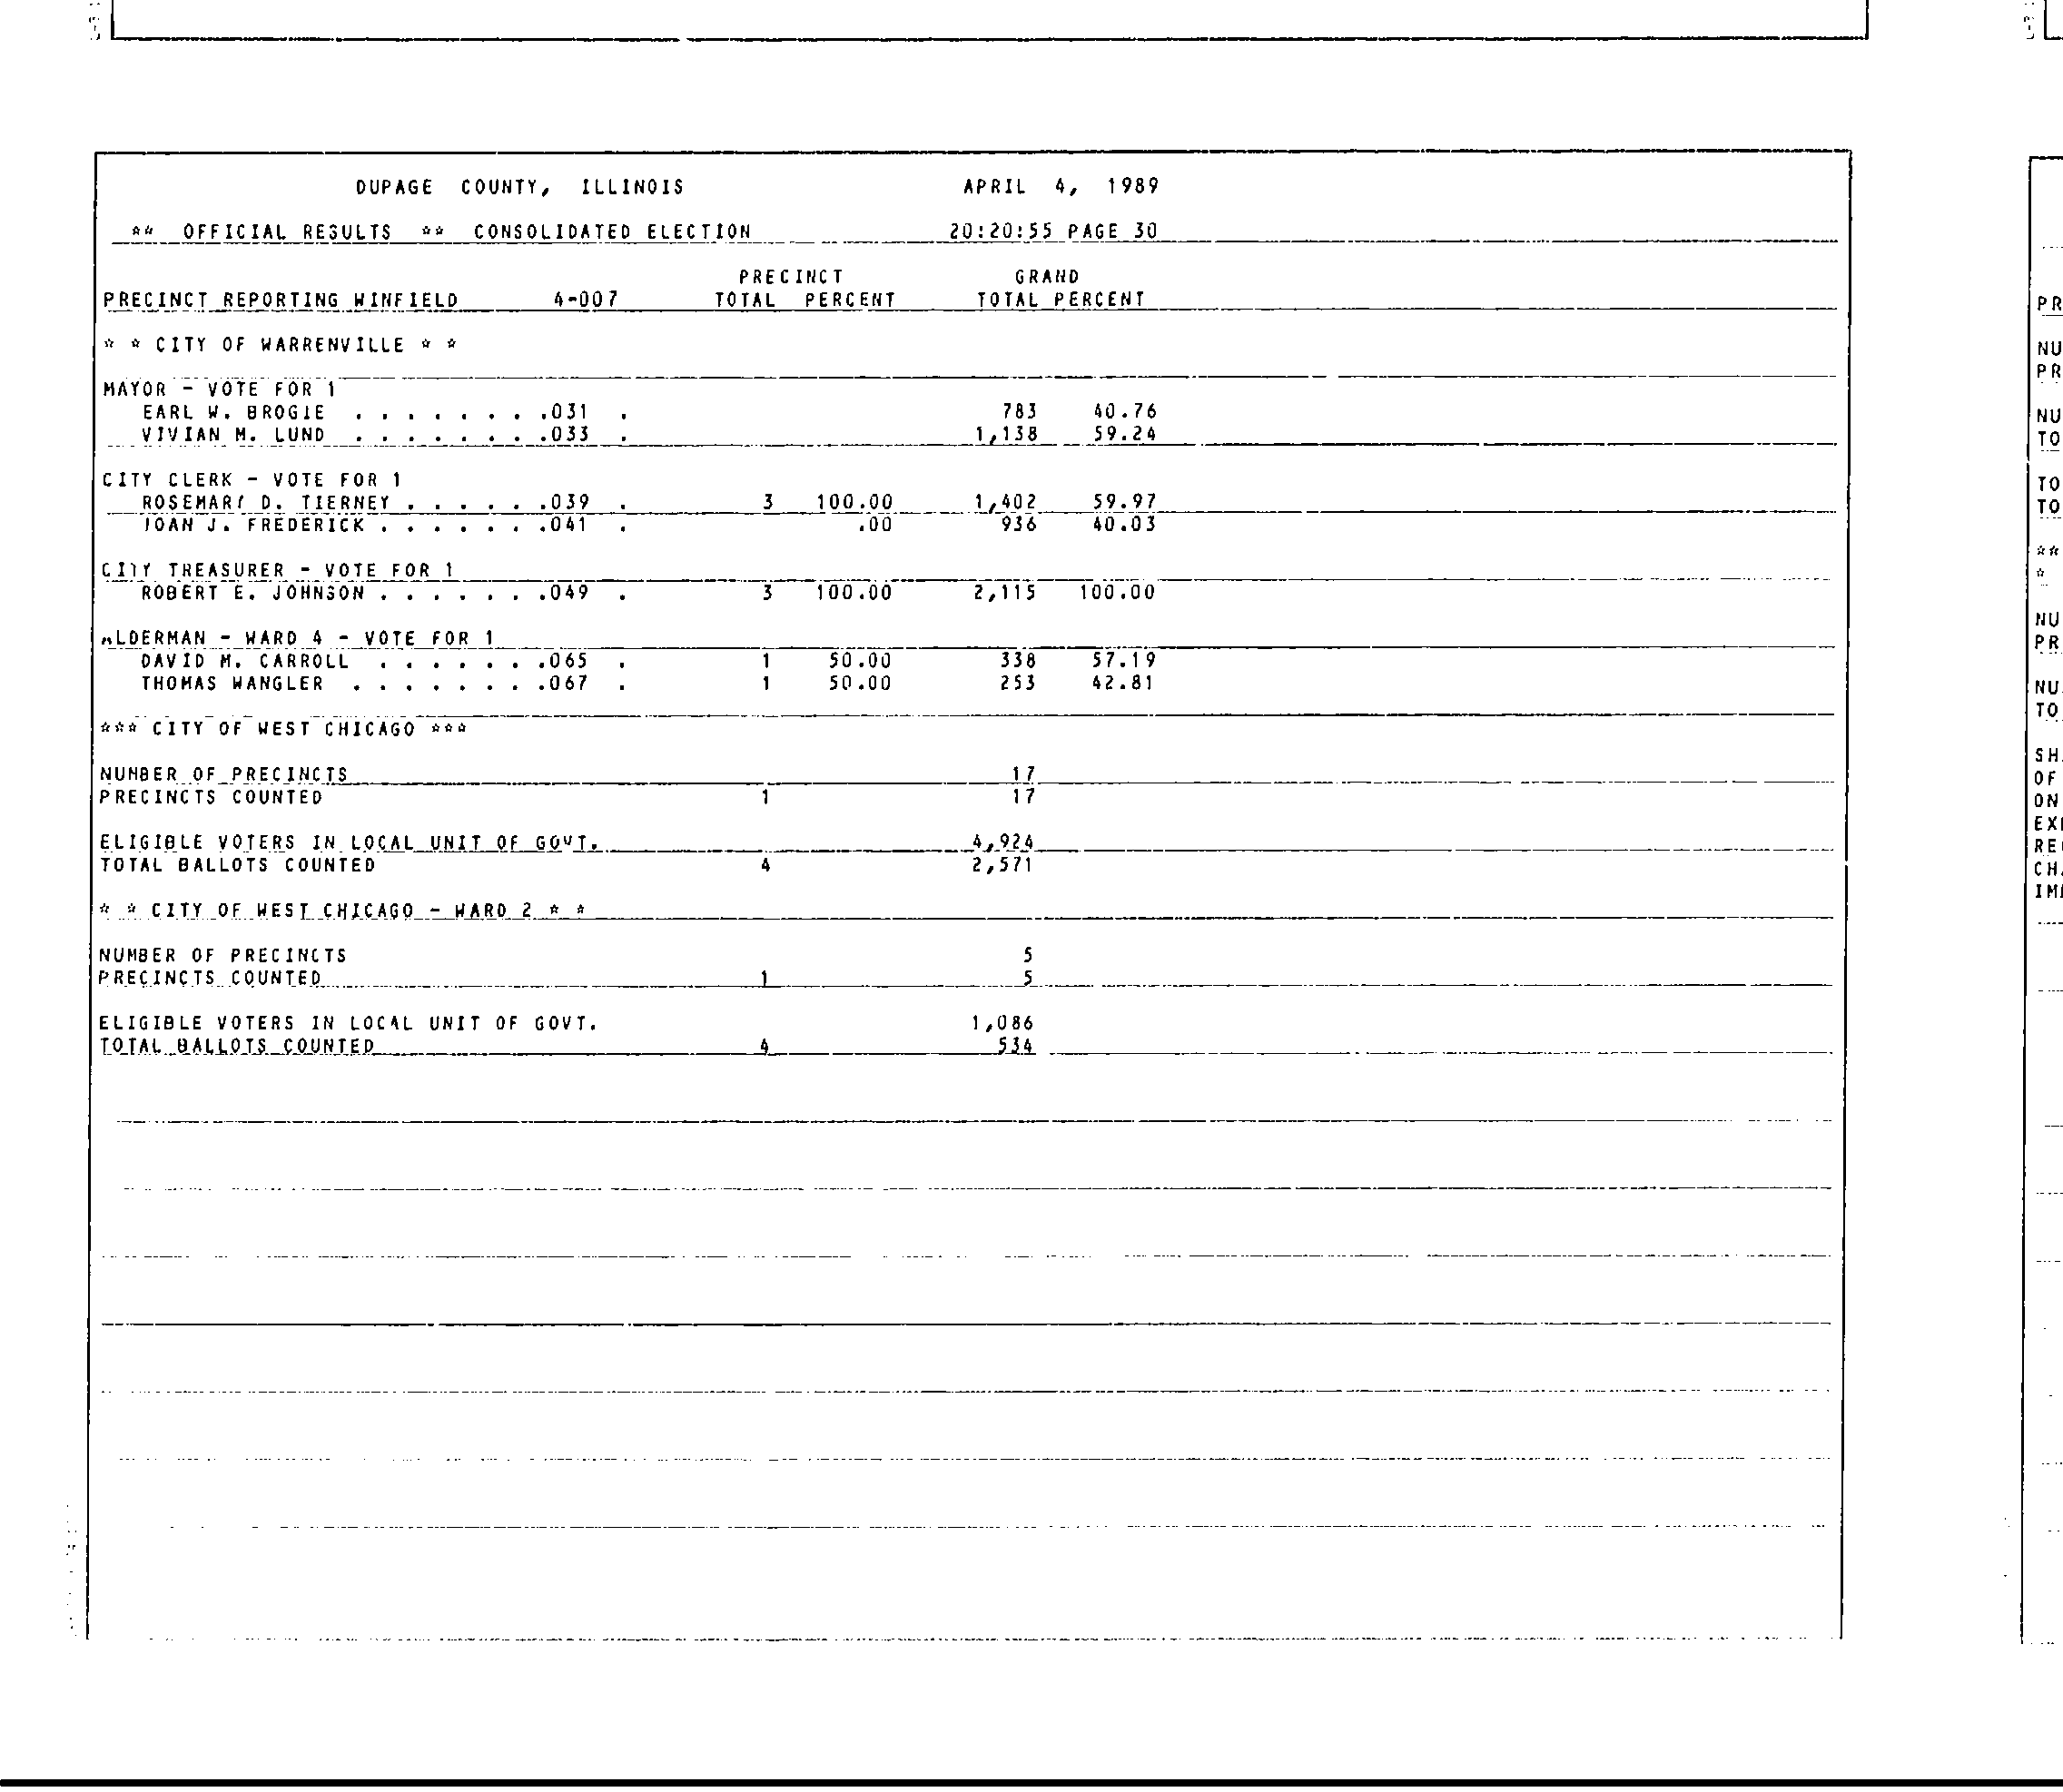 DUPAGE COUNTY, ILLINOIS APRIL 4, 1989
** OFFICIAL RESULTS ** CONSOLIDATED ELECTION 20:20:55 PAGE 30
PRECINCT GRAND
PRECINCT REPORTING WINFIELD 4-007 TOTAL PERCENT TOTAL PERCENT
* * CITY OF WARRENVILLE * *
MAYOR - VOTE FOR 1
EARL W. BROGIE . . . . . . . .031 . 783 40.76
VIVIAN M. LUND . . . . . . . .033 . 1,138 59.24
CITY CLERK - VOTE FOR 1
ROSEMARY D. TIERNEY . . . . . .039 . 3 100.00 1,402 59.97
JOAN J. FREDERICK . . . . . . .041 . .00 936 40.03
CITY TREASURER - VOTE FOR 1
ROBERT E. JOHNSON . . . . . . .049 . 3 100.00 2,115 100.00
ALDERMAN - WARD 4 - VOTE FOR 1
DAVID M. CARROLL . . . . . . .065 . 1 50.00 338 57.19
THOMAS WANGLER . . . . . . . .067 . 1 50.00 253 42.81
*** CITY OF WEST CHICAGO ***
NUMBER OF PRECINCTS 17
PRECINCTS COUNTED 1 17
ELIGIBLE VOTERS IN LOCAL UNIT OF GOVT. 4,924
TOTAL BALLOTS COUNTED 4 2,571
* * CITY OF WEST CHICAGO - WARD 2 * *
NUMBER OF PRECINCTS 5
PRECINCTS COUNTED 1 5
ELIGIBLE VOTERS IN LOCAL UNIT OF GOVT. 1,086
TOTAL BALLOTS COUNTED 4 534
PR
NU
PR
NU
TO
TO
TO
**
*
NU
PR
NU
TO
SH
OF
ON
EX
RE
CH
IM